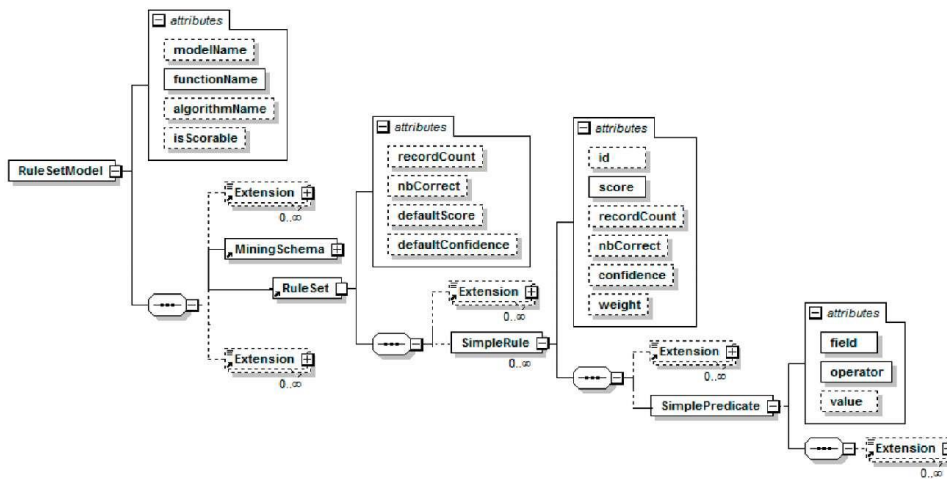 attributes
modelName
functionName
algorithmName
isScorable
RuleSetModel
Extension
0..∞
MiningSchema
RuleSet
Extension
0..∞
attributes
recordCount
nbCorrect
defaultScore
defaultConfidence
Extension
0..∞
SimpleRule
0..∞
attributes
id
score
recordCount
nbCorrect
confidence
weight
Extension
0..∞
SimplePredicate
attributes
field
operator
value
Extension
0..∞